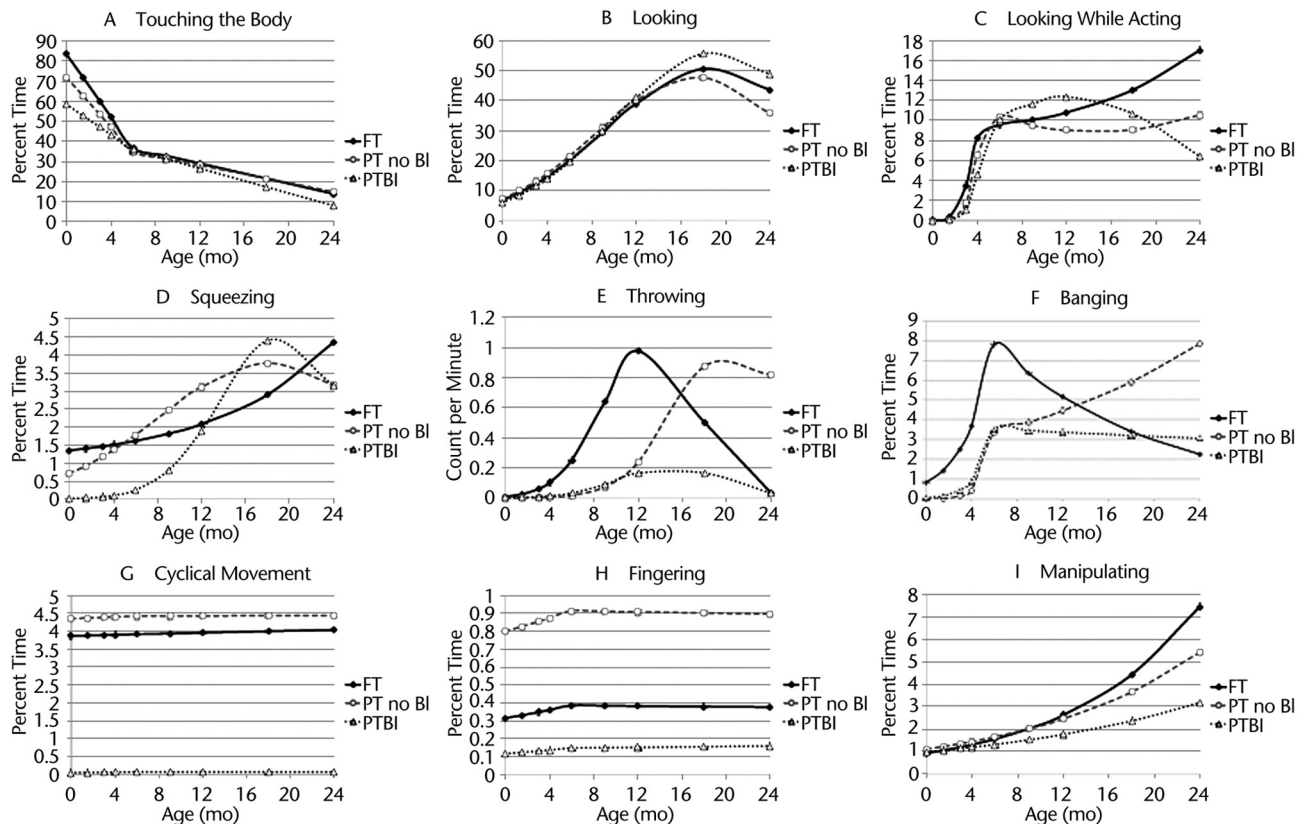 A Touching the Body
Percent Time
90
80
70
60
50
40
30
20
10
0
0 4 8 12 16 20 24
Age (mo)
FT
PT no BI
PTBI
B Looking
Percent Time
60
50
40
30
20
10
0
0 4 8 12 16 20 24
Age (mo)
FT
PT no BI
PTBI
C Looking While Acting
Percent Time
18
16
14
12
10
8
6
4
2
0
0 4 8 12 16 20 24
Age (mo)
FT
PT no BI
PTBI
D Squeezing
Percent Time
5
4.5
4
3.5
3
2.5
2
1.5
1
0.5
0
0 4 8 12 16 20 24
Age (mo)
FT
PT no BI
PTBI
E Throwing
Count per Minute
1.2
1
0.8
0.6
0.4
0.2
0
0 4 8 12 16 20 24
Age (mo)
FT
PT no BI
PTBI
F Banging
Percent Time
9
8
7
6
5
4
3
2
1
0
0 4 8 12 16 20 24
Age (mo)
FT
PT no BI
PTBI
G Cyclical Movement
Percent Time
5
4.5
4
3.5
3
2.5
2
1.5
1
0.5
0
0 4 8 12 16 20 24
Age (mo)
FT
PT no BI
PTBI
H Fingering
Percent Time
1
0.9
0.8
0.7
0.6
0.5
0.4
0.3
0.2
0.1
0
0 4 8 12 16 20 24
Age (mo)
FT
PT no BI
PTBI
I Manipulating
Percent Time
8
7
6
5
4
3
2
1
0
0 4 8 12 16 20 24
Age (mo)
FT
PT no BI
PTBI